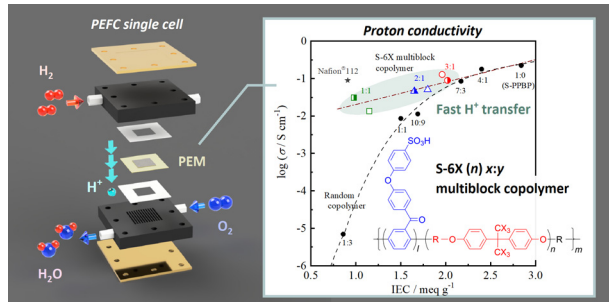 PEFC single cell
H₂
PEM
H⁺
O₂
H₂O
Proton conductivity
log (σ / S cm⁻¹)
0
-1
-2
-3
-4
-5
-6
0.5
1.0
1.5
2.0
2.5
3.0
IEC / meq g⁻¹
S-6X multiblock
copolymer
Nafion®112
3:1
2:1
1:1
4:1
1:0
(S-PPBP)
7:3
10:9
1:1
Fast H⁺ transfer
Random
copolymer
1:3
SO₃H
O
O
S-6X (n) x:y
multiblock copolymer
R
O
CX₃
CX₃
O
R
l
n
m